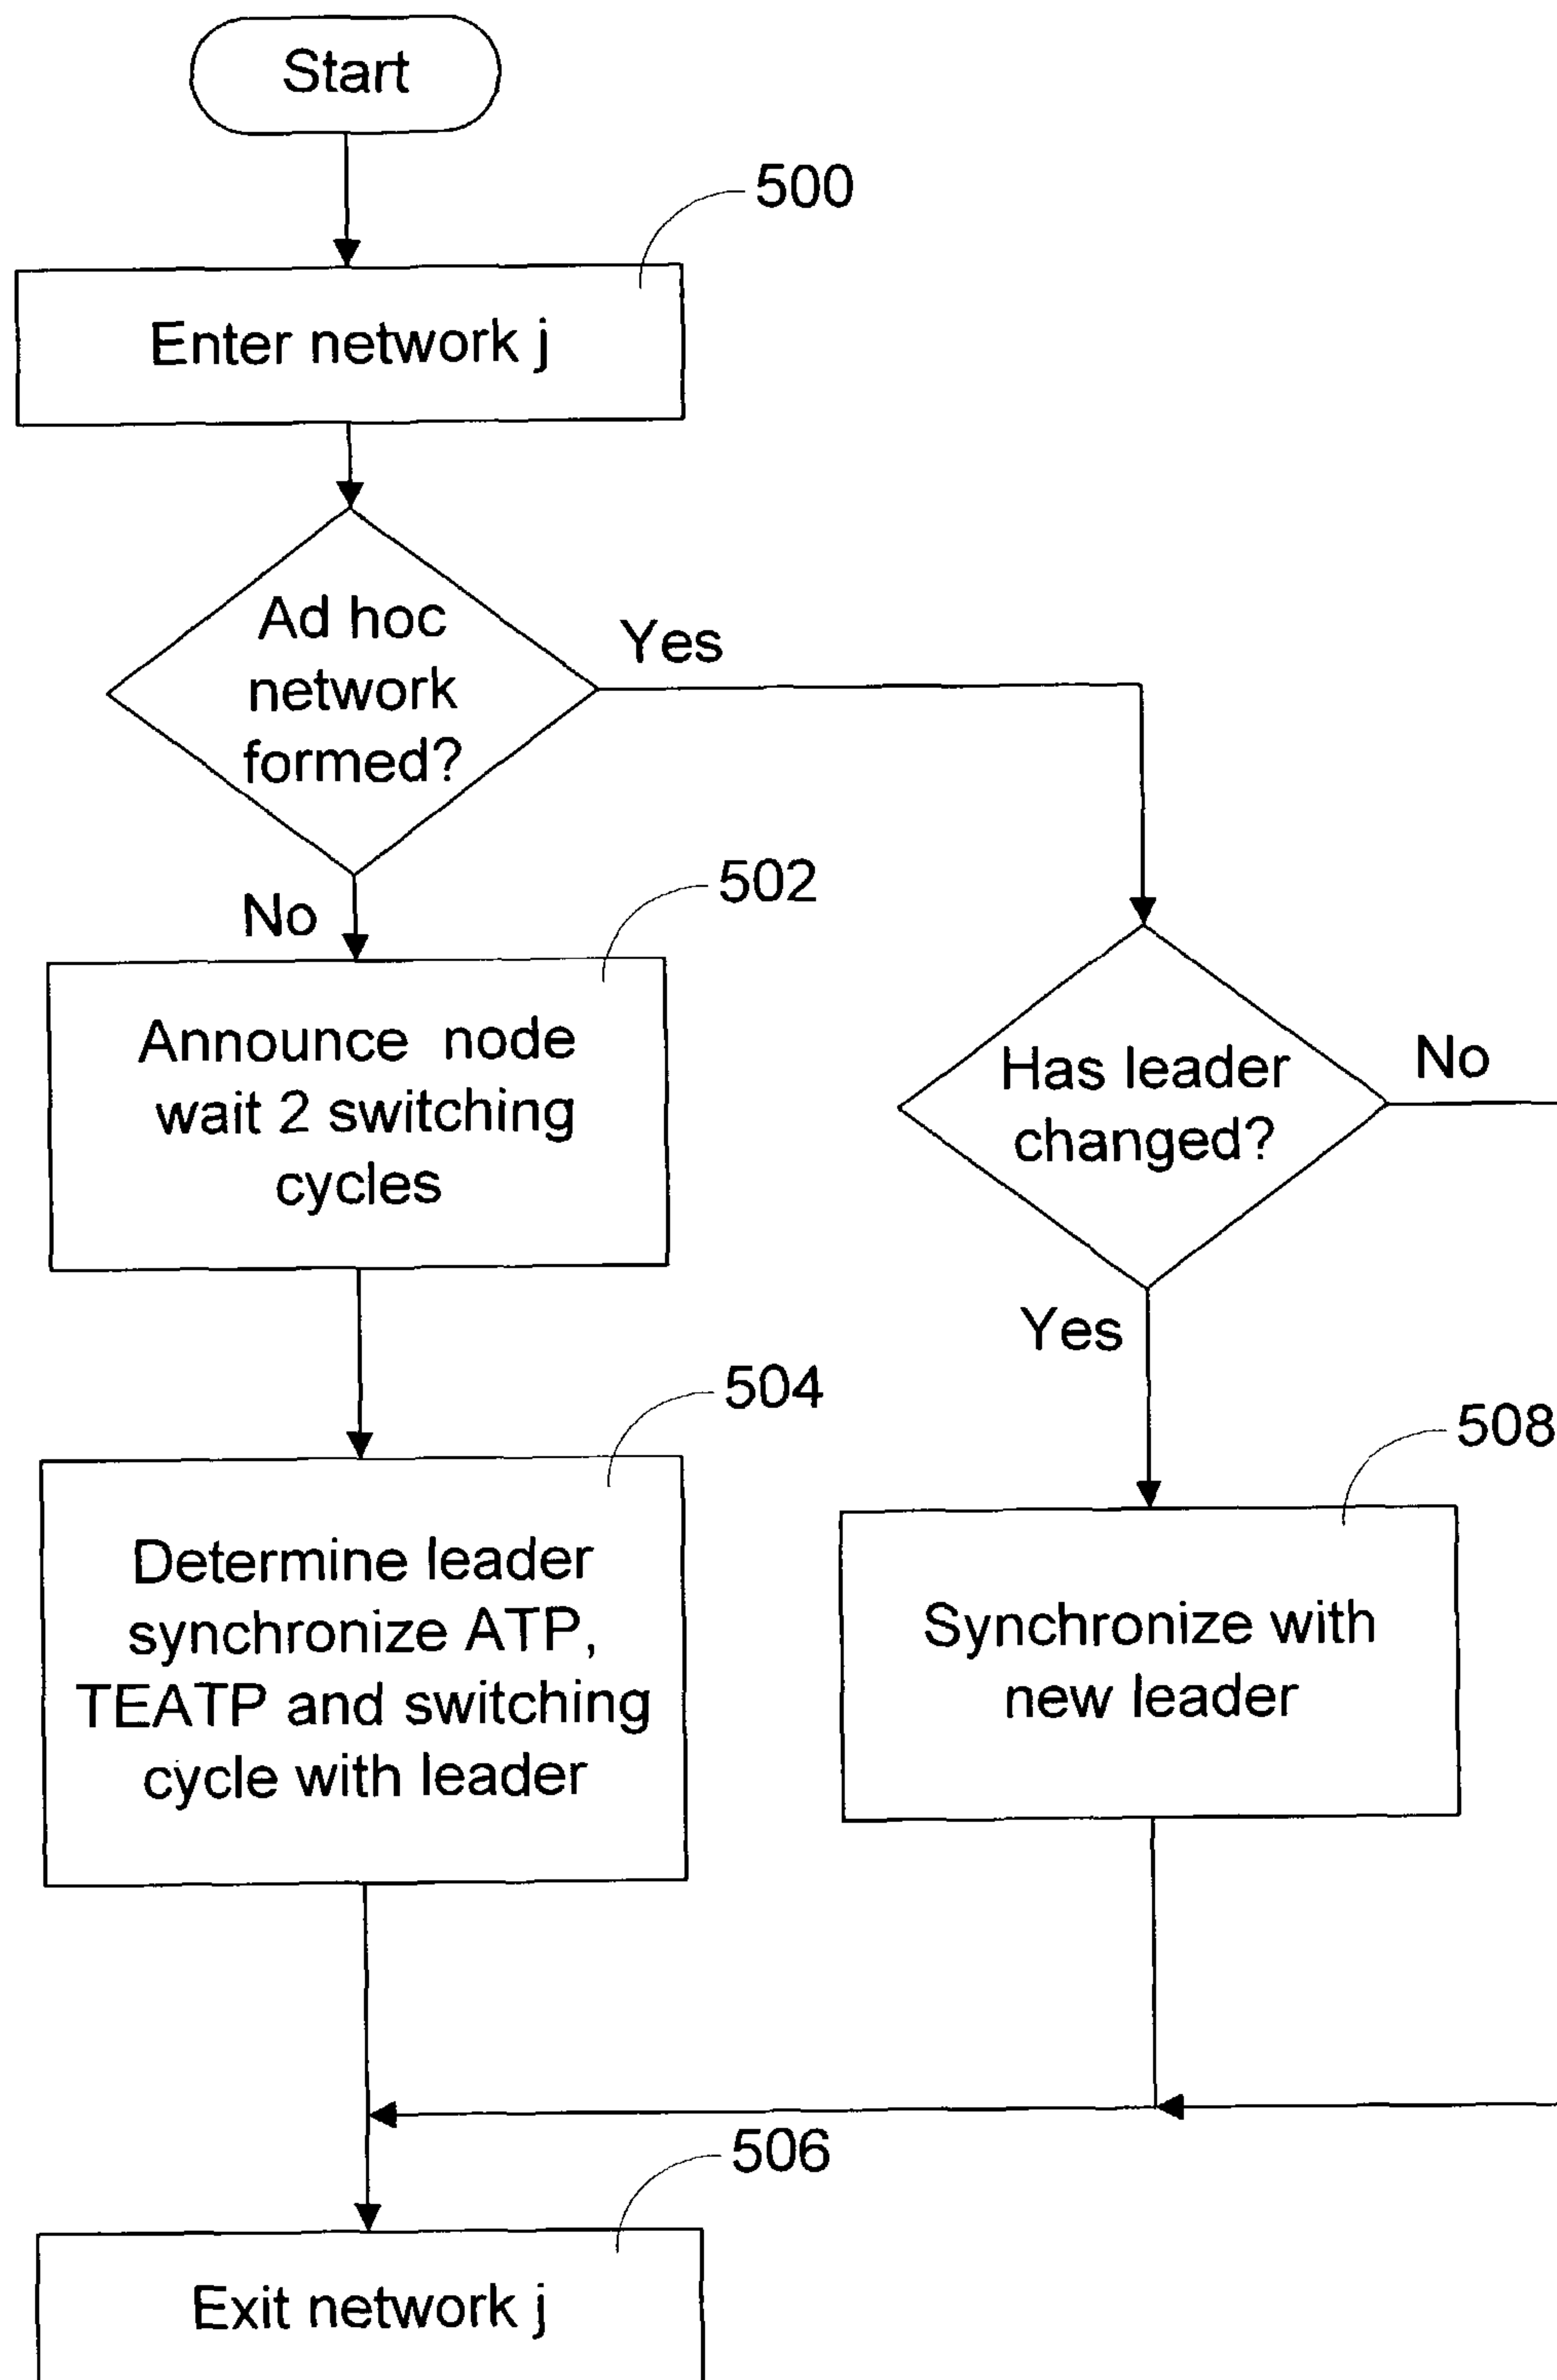 Start
500
Enter network j
Ad hoc
network
formed?
Yes
No
502
Announce node
wait 2 switching
cycles
Has leader
changed?
No
Yes
504
Determine leader
synchronize ATP,
TEATP and switching
cycle with leader
508
Synchronize with
new leader
506
Exit network j